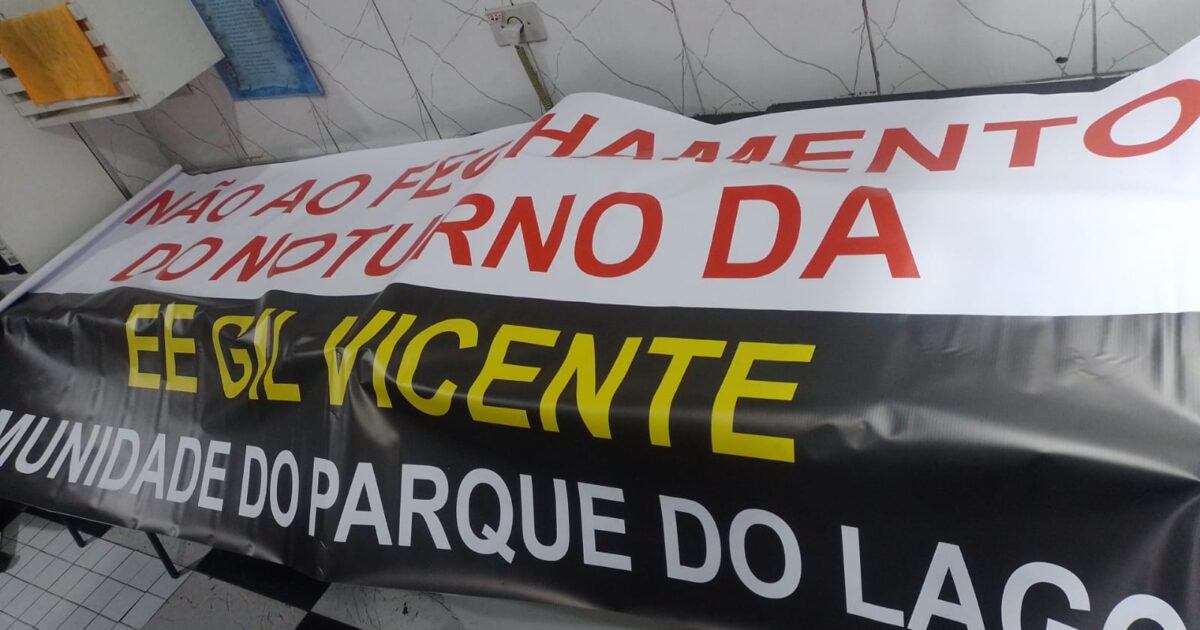 NÃO AO FECHAMENTO
DO NOTURNO DA
EE GIL VICENTE
MUNIDADE DO PARQUE DO LAGO